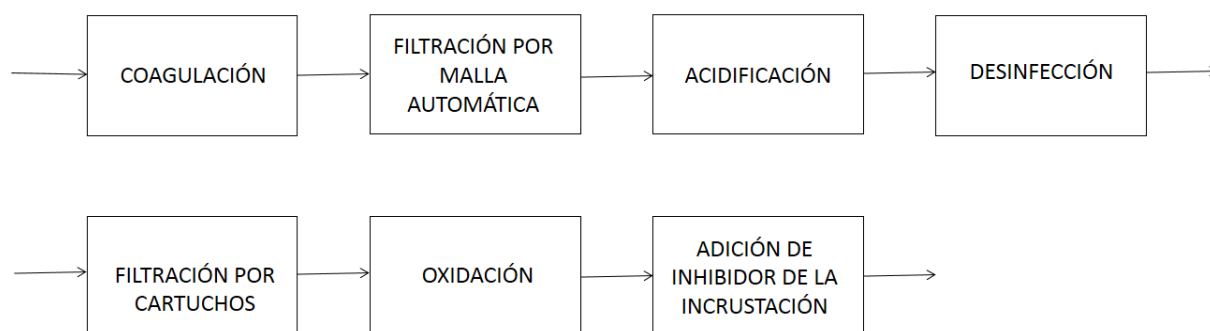 COAGULACIÓN
FILTRACIÓN POR
MALLA
AUTOMÁTICA
ACIDIFICACIÓN
DESINFECCIÓN
FILTRACIÓN POR
CARTUCHOS
OXIDACIÓN
ADICIÓN DE
INHIBIDOR DE LA
INCRUSTACIÓN